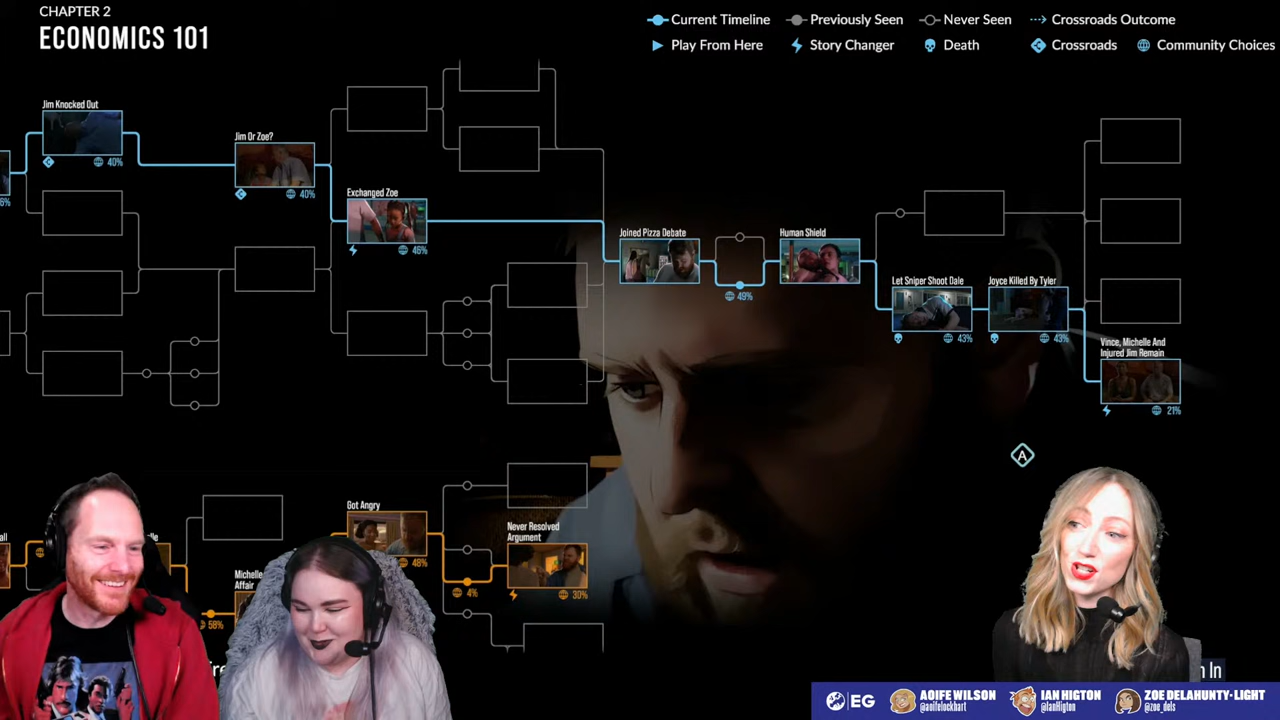 CHAPTER 2
ECONOMICS 101
Current Timeline
Previously Seen
Never Seen
Crossroads Outcome
Play From Here
Story Changer
Death
Crossroads
Community Choices
Jim Knocked Out
40%
Jim Or Zoe?
40%
Exchanged Zoe
46%
Joined Pizza Debate
49%
Human Shield
Let Sniper Shoot Dale
43%
Joyce Killed By Tyler
43%
Vince, Michelle And
Injured Jim Remain
21%
A
58%
Michelle
Affair
Got Angry
48%
4%
Never Resolved
Argument
30%
In
EG
AOIFE WILSON
@aoifelockhart
IAN HIGTON
@IanHigton
ZOE DELAHUNTY-LIGHT
@zoe_dels